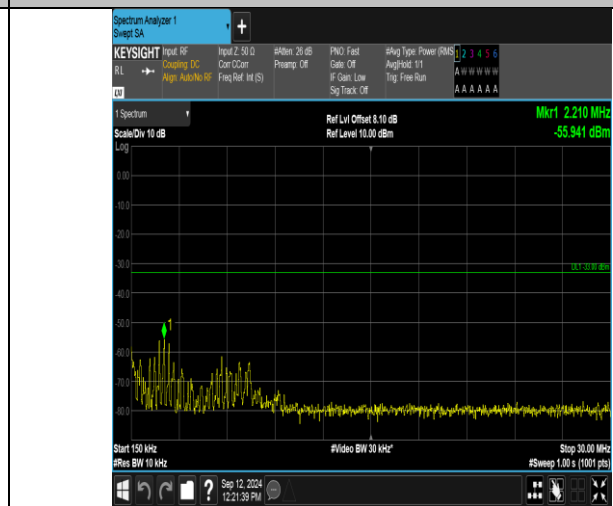 Spectrum Analyzer 1
Swept SA
+
KEYSIGHT Input: RF Input Z: 50 Ω #Atten: 26 dB PNO: Fast #Avg Type: Power (RMS 1 2 3 4 5 6
RL Coupling: DC Corr CCorr Preamp: Off Gate: Off Avg|Hold: 1/1 A W W W W W
Align: Auto/No RF Freq Ref: Int (S) IF Gain: Low Trig: Free Run
LXI Sig Track: Off A A A A A A
1 Spectrum Ref Lvl Offset 8.10 dB Mkr1 2.210 MHz
Scale/Div 10 dB Ref Level 10.00 dBm -55.941 dBm
Log
0.00
-10.0
-20.0
-30.0
DL1 -33.00 dBm
-40.0
-50.0
1
-60.0
-70.0
-80.0
Start 150 kHz #Video BW 30 kHz* Stop 30.00 MHz
#Res BW 10 kHz #Sweep 1.00 s (1001 pts)
? Sep 12, 2024
12:21:39 PM